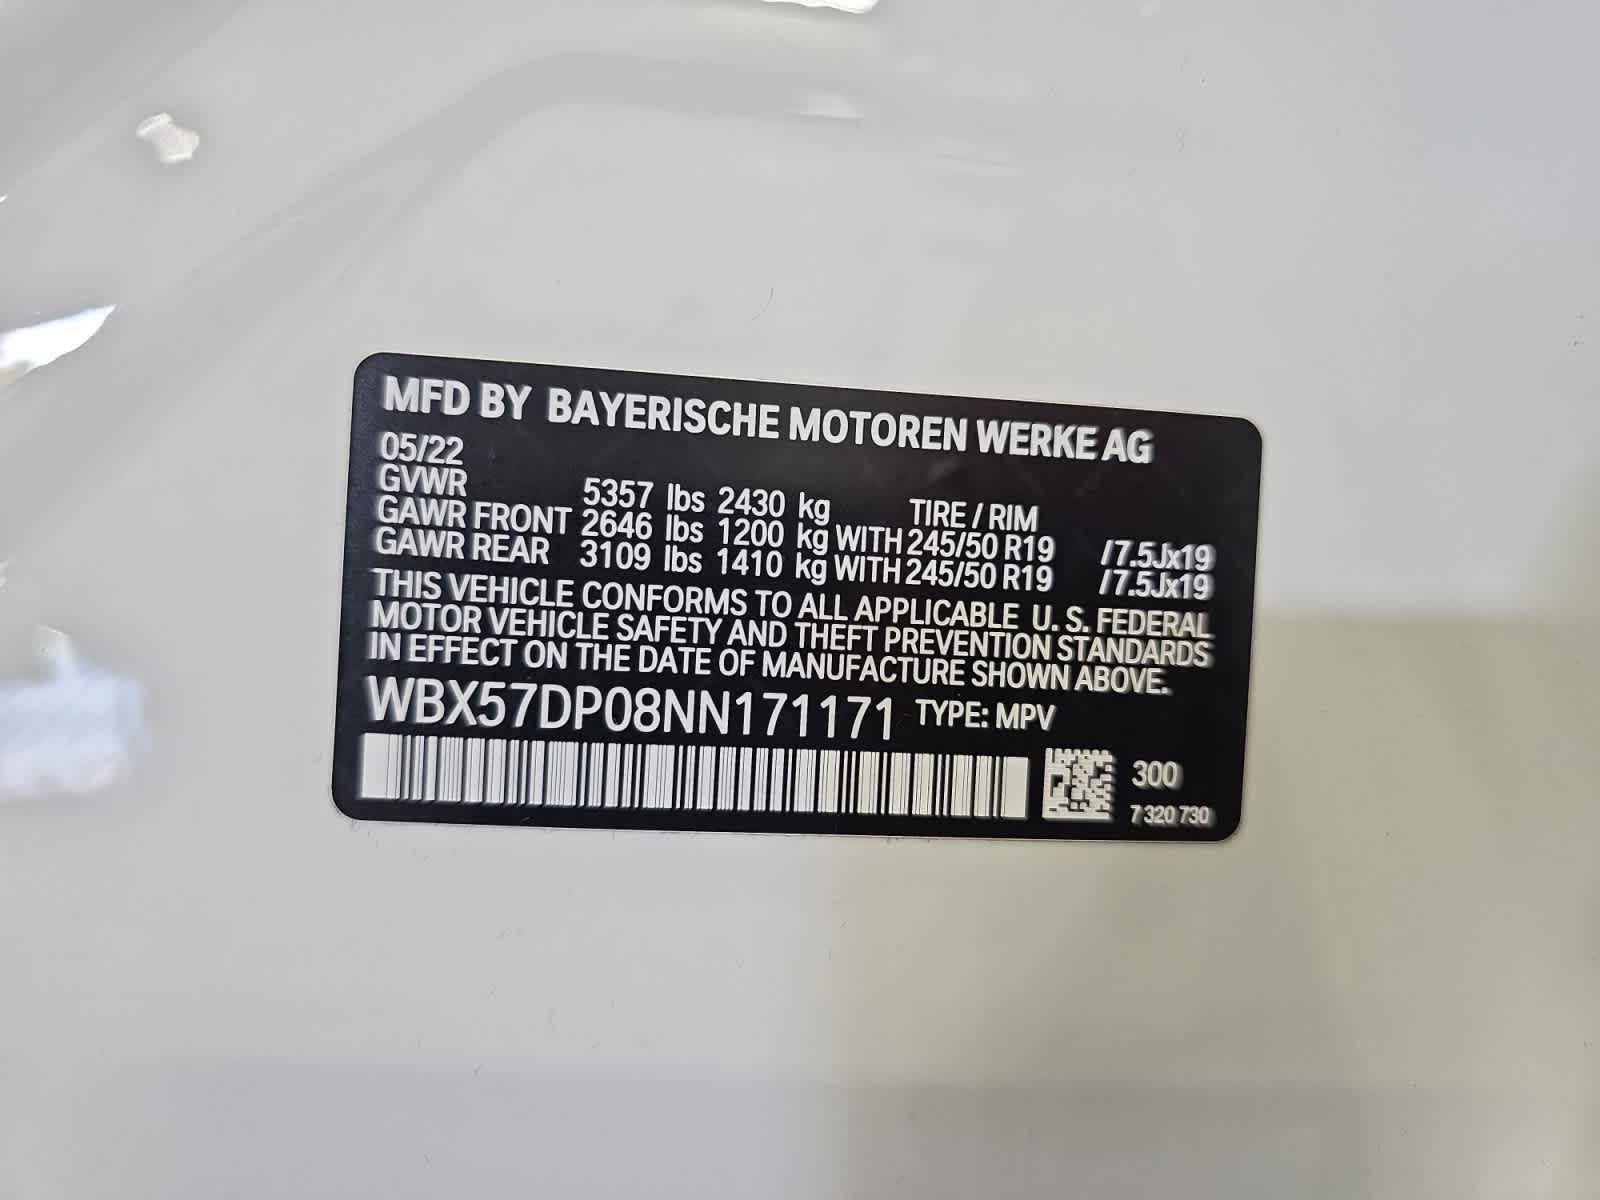 MFD BY BAYERISCHE MOTOREN WERKE AG
05/22
GVWR 5357 lbs 2430 kg TIRE / RIM
GAWR FRONT 2646 lbs 1200 kg WITH 245/50 R19 /7.5Jx19
GAWR REAR 3109 lbs 1410 kg WITH 245/50 R19 /7.5Jx19
THIS VEHICLE CONFORMS TO ALL APPLICABLE U. S. FEDERAL
MOTOR VEHICLE SAFETY AND THEFT PREVENTION STANDARDS
IN EFFECT ON THE DATE OF MANUFACTURE SHOWN ABOVE.
WBX57DP08NN171171 TYPE: MPV
300
7 320 730